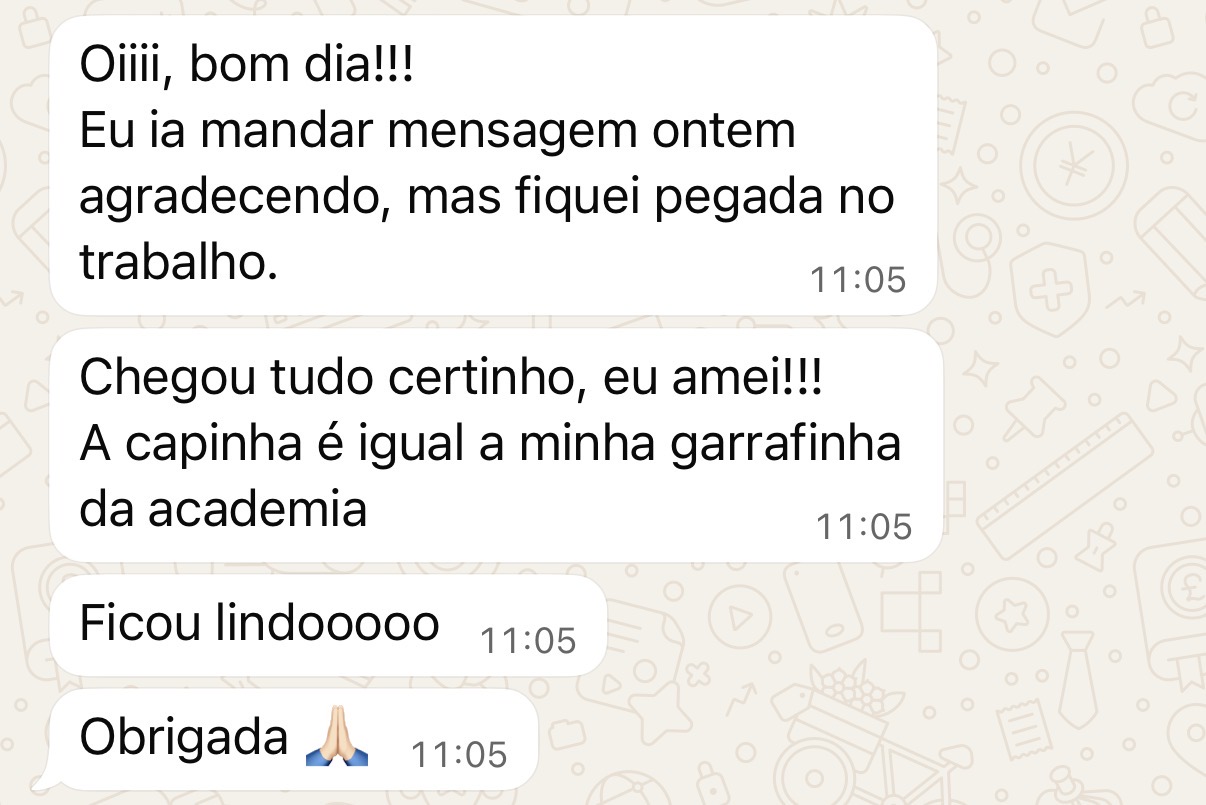 Oiiii, bom dia!!!
Eu ia mandar mensagem ontem
agradecendo, mas fiquei pegada no
trabalho.
11:05
Chegou tudo certinho, eu amei!!!
A capinha é igual a minha garrafinha
da academia
11:05
Ficou lindooooo 11:05
Obrigada 🙏🏻 11:05